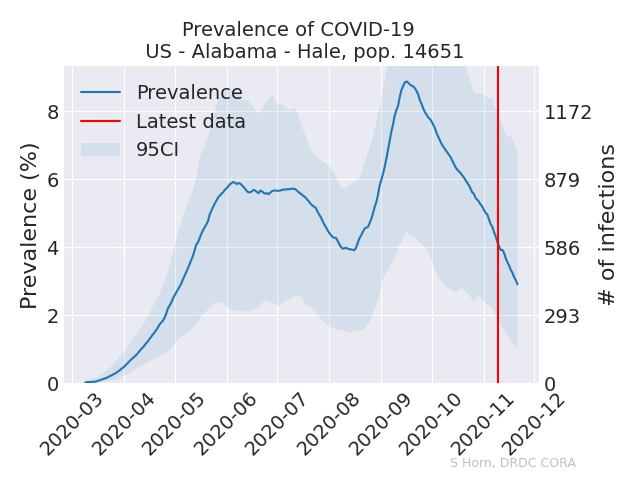 Prevalence of COVID-19
US - Alabama - Hale, pop. 14651
Prevalence
Latest data
95CI
Prevalence (%)
8
6
4
2
0
1172
879
586
293
0
# of infections
2020-03
2020-04
2020-05
2020-06
2020-07
2020-08
2020-09
2020-10
2020-11
2020-12
S Horn, DRDC CORA